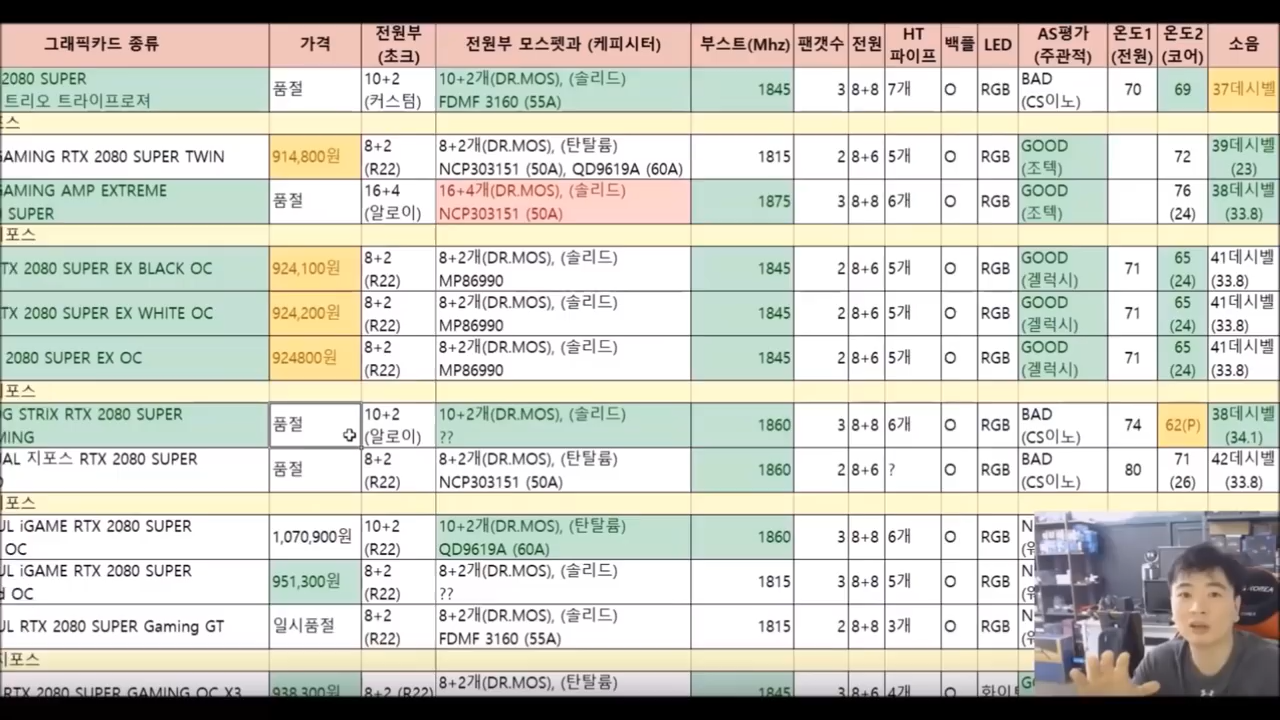 그래픽카드 종류 가격 전원부 (초크) 전원부 모스펫과 (케피시터) 부스트(Mhz) 팬갯수 전원 HT 파이프 백플 LED AS평가 (주관적) 온도1 (전원) 온도2 (코어) 소음
2080 SUPER 트리오 트라이프로져 품절 10+2 (커스텀) 10+2개(DR.MOS), (솔리드) FDMF 3160 (55A) 1845 3 8+8 7개 O RGB BAD (CS이노) 70 69 37데시벨
포스
GAMING RTX 2080 SUPER TWIN 914,800원 8+2 (R22) 8+2개(DR.MOS), (탄탈륨) NCP303151 (50A), QD9619A (60A) 1815 2 8+6 5개 O RGB GOOD (조텍) 72 39데시벨 (23)
GAMING AMP EXTREME SUPER 품절 16+4 (알로이) 16+4개(DR.MOS), (솔리드) NCP303151 (50A) 1875 3 8+8 6개 O RGB GOOD (조텍) 76 (24) 38데시벨 (33.8)
지포스
TX 2080 SUPER EX BLACK OC 924,100원 8+2 (R22) 8+2개(DR.MOS), (솔리드) MP86990 1845 2 8+6 5개 O RGB GOOD (겔럭시) 71 65 (24) 41데시벨 (33.8)
TX 2080 SUPER EX WHITE OC 924,200원 8+2 (R22) 8+2개(DR.MOS), (솔리드) MP86990 1845 2 8+6 5개 O RGB GOOD (겔럭시) 71 65 (24) 41데시벨 (33.8)
2080 SUPER EX OC 924800원 8+2 (R22) 8+2개(DR.MOS), (솔리드) MP86990 1845 2 8+6 5개 O RGB GOOD (겔럭시) 71 65 (24) 41데시벨 (33.8)
지포스
G STRIX RTX 2080 SUPER MING 품절 10+2 (알로이) 10+2개(DR.MOS), (솔리드) ?? 1860 3 8+8 6개 O RGB BAD (CS이노) 74 62(P) 38데시벨 (34.1)
AL 지포스 RTX 2080 SUPER 품절 8+2 (R22) 8+2개(DR.MOS), (탄탈륨) NCP303151 (50A) 1860 2 8+6 ? O RGB BAD (CS이노) 80 71 (26) 42데시벨 (33.8)
지포스
UL iGAME RTX 2080 SUPER OC 1,070,900원 10+2 (R22) 10+2개(DR.MOS), (탄탈륨) QD9619A (60A) 1860 3 8+8 6개 O RGB N
UL iGAME RTX 2080 SUPER d OC 951,300원 8+2 (R22) 8+2개(DR.MOS), (솔리드) ?? 1815 3 8+8 5개 O RGB N
UL RTX 2080 SUPER Gaming GT 일시품절 8+2 (R22) 8+2개(DR.MOS), (솔리드) FDMF 3160 (55A) 1815 2 8+8 3개 O RGB N
지포스
RTX 2080 SUPER GAMING OC X3 938,300원 8+2 (R22) 8+2개(DR.MOS), (탄탈륨) 1845 3 8+6 4개 O 화이트